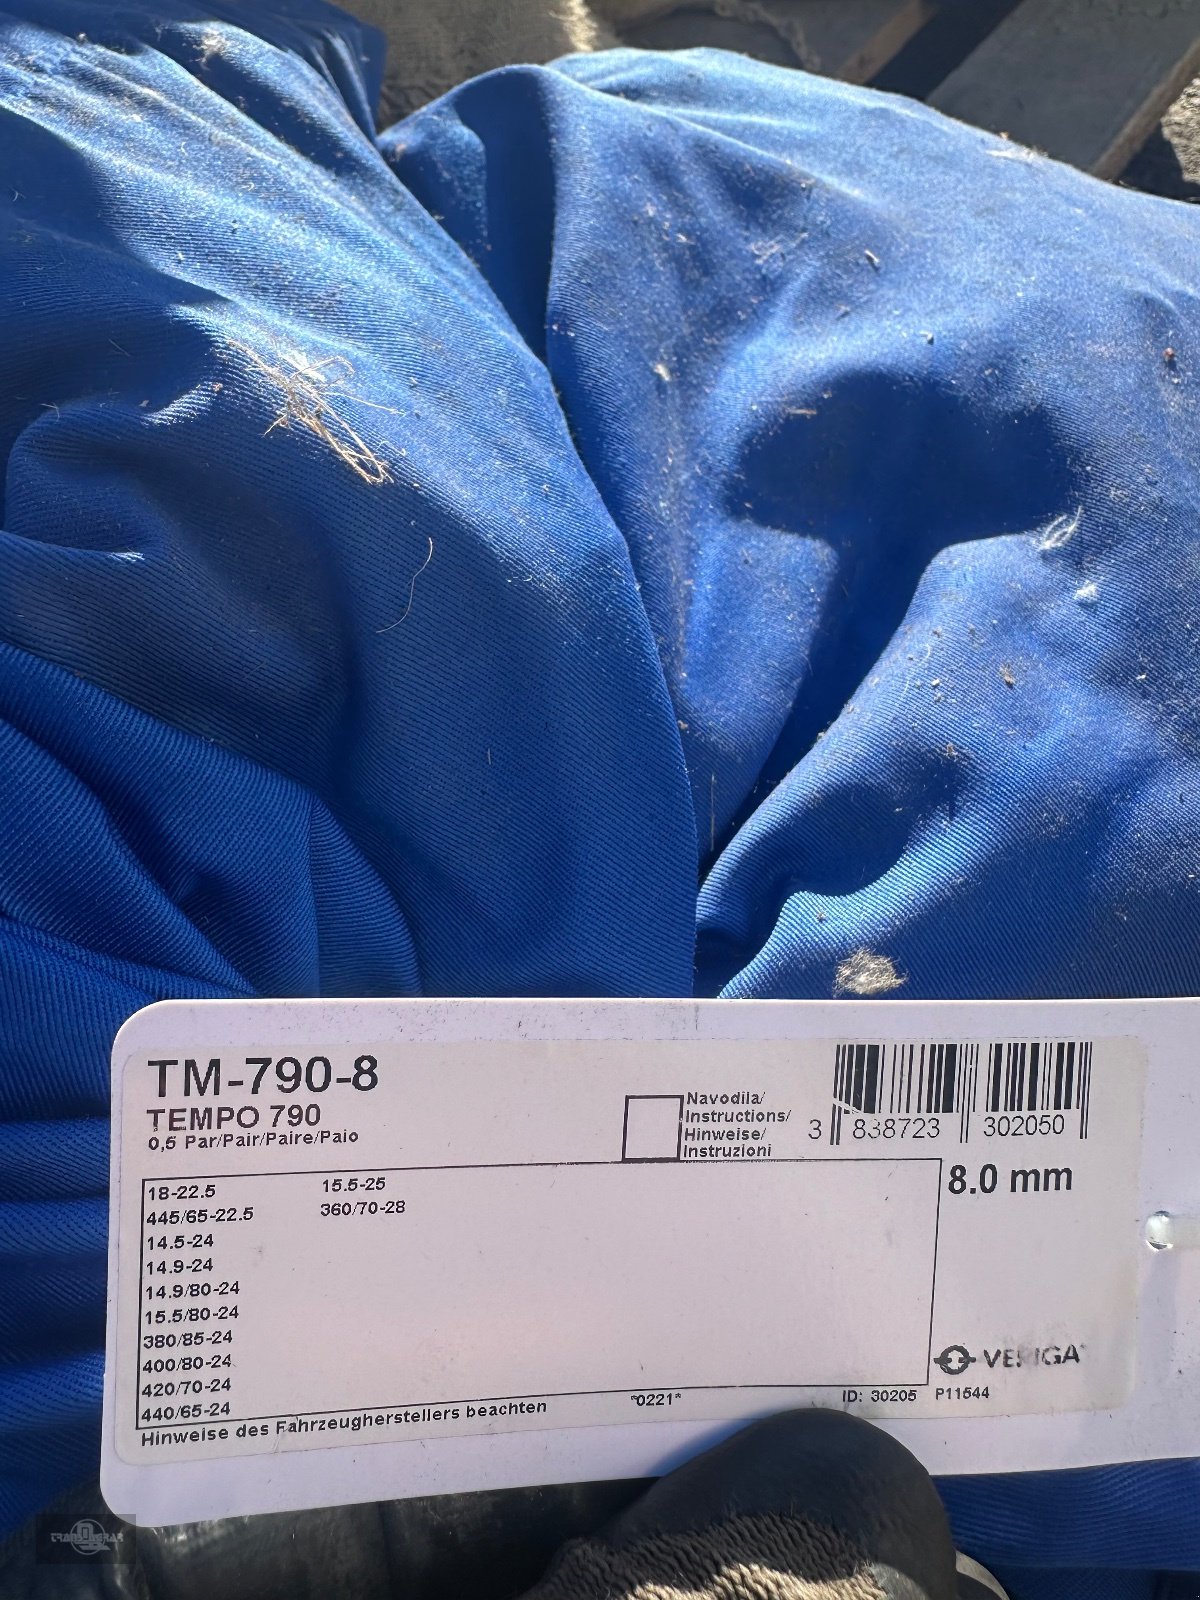 TM-790-8
TEMPO 790
0,5 Par/Pair/Paire/Paio
Navodila/
Instructions/
Hinweise/
Instruzioni
3 838723 302050
8.0 mm
18-22.5
445/65-22.5
14.5-24
14.9-24
14.9/80-24
15.5/80-24
380/85-24
400/80-24
420/70-24
440/65-24
15.5-25
360/70-28
VERIGA
Hinweise des Fahrzeugherstellers beachten
*0221*
ID: 30205
P11544